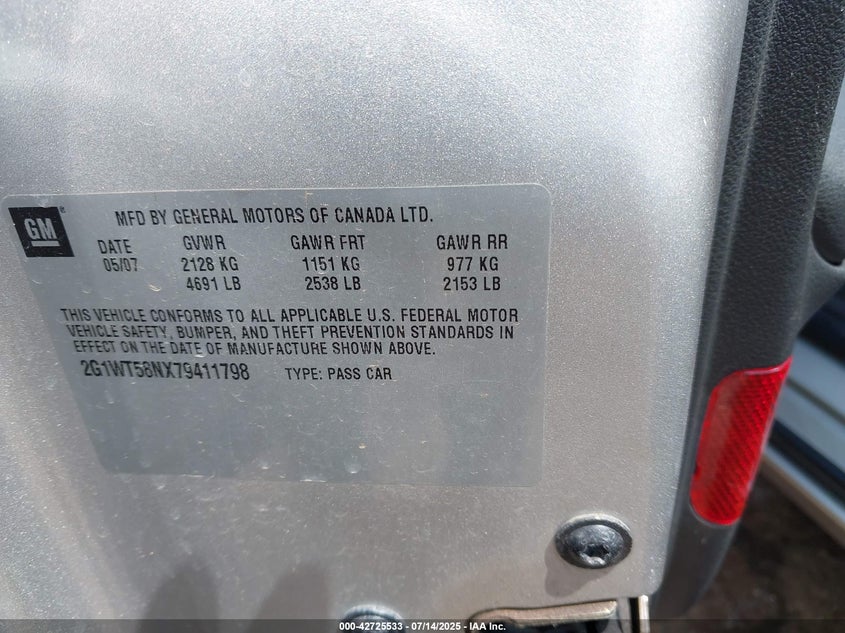 GM
MFD BY GENERAL MOTORS OF CANADA LTD.
DATE GVWR GAWR FRT GAWR RR
05/07 2128 KG 1151 KG 977 KG
4691 LB 2538 LB 2153 LB
THIS VEHICLE CONFORMS TO ALL APPLICABLE U.S. FEDERAL MOTOR
VEHICLE SAFETY, BUMPER, AND THEFT PREVENTION STANDARDS IN
EFFECT ON THE DATE OF MANUFACTURE SHOWN ABOVE.
2G1WT58NX79411798 TYPE: PASS CAR
000-42725533 - 07/14/2025 - IAA Inc.